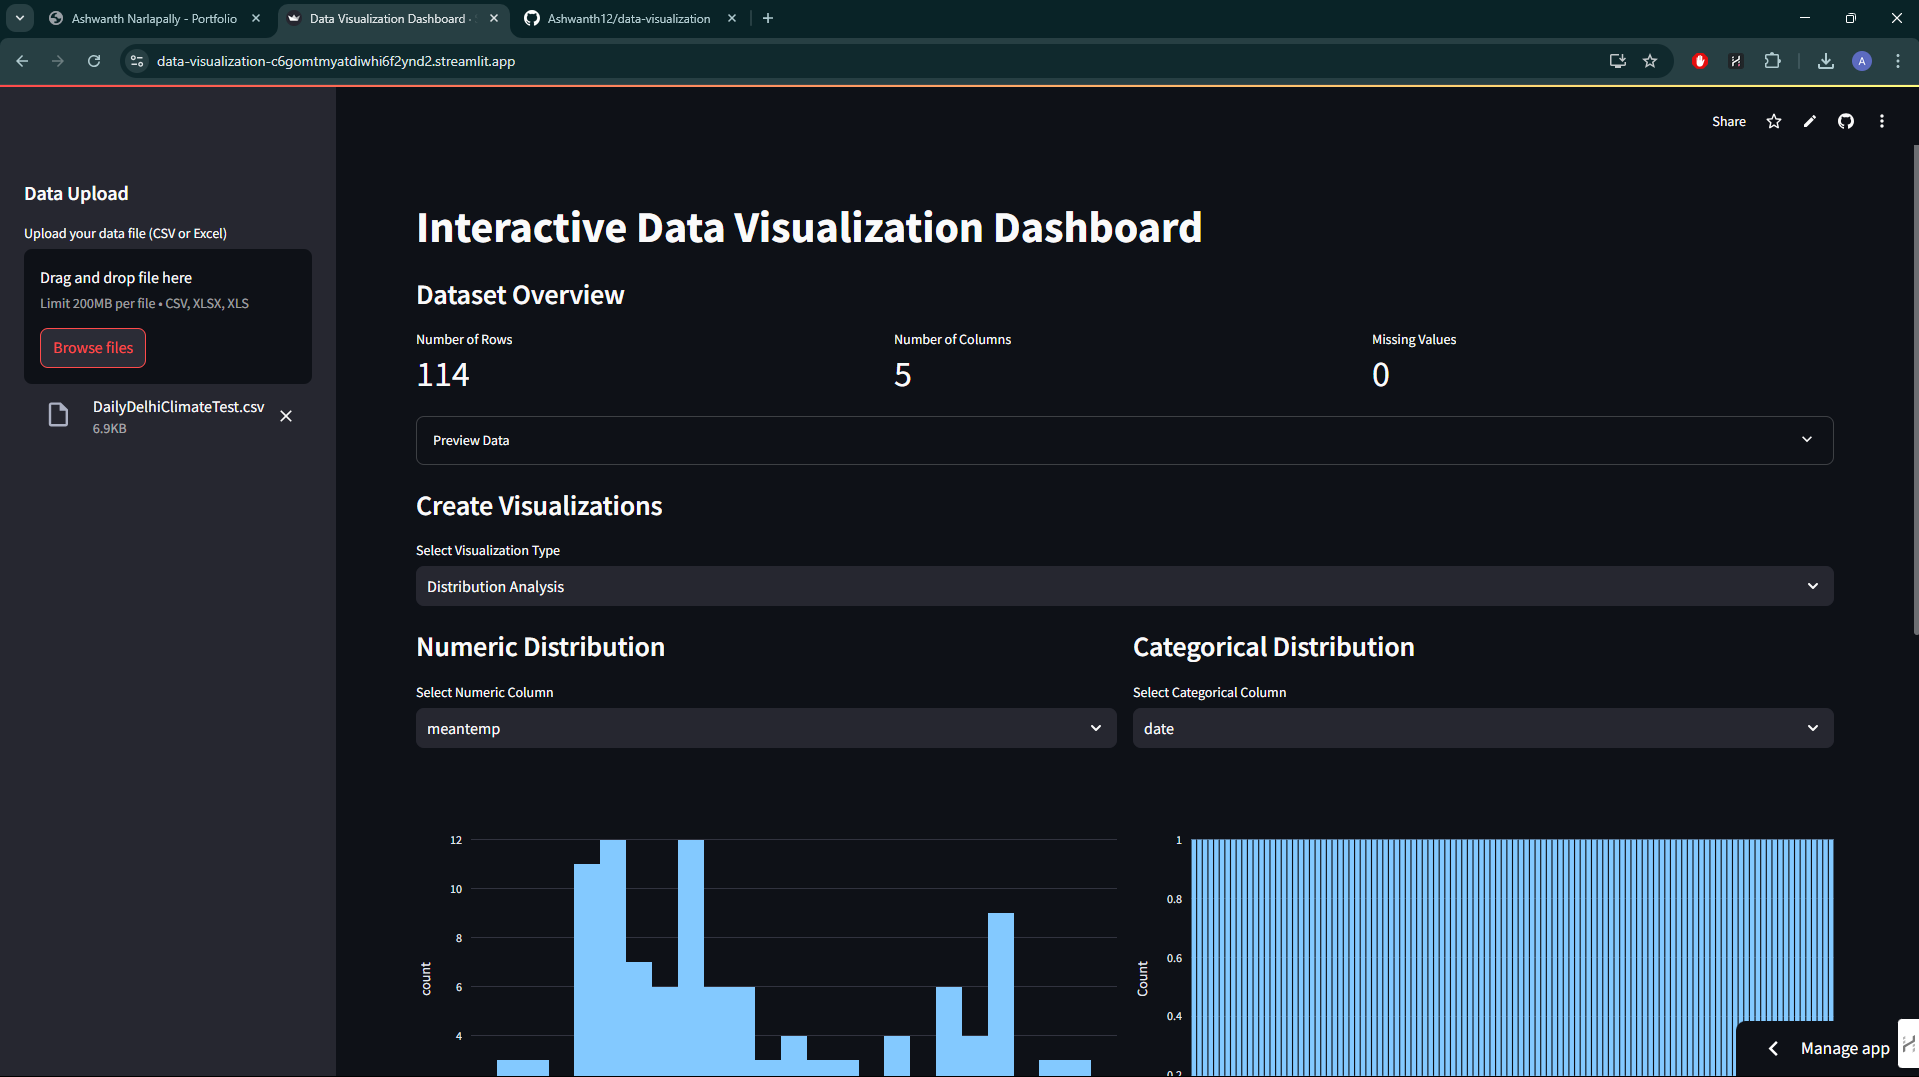 Ashwanth Narlapally - Portfolio
Data Visualization Dashboard ·
Ashwanth12/data-visualization
data-visualization-c6gomtmyatdiwhi6f2ynd2.streamlit.app
A
Share
Data Upload
Upload your data file (CSV or Excel)
Drag and drop file here
Limit 200MB per file • CSV, XLSX, XLS
Browse files
DailyDelhiClimateTest.csv
6.9KB
Interactive Data Visualization Dashboard
Dataset Overview
Number of Rows
114
Number of Columns
5
Missing Values
0
Preview Data
Create Visualizations
Select Visualization Type
Distribution Analysis
Numeric Distribution
Select Numeric Column
meantemp
12
10
8
6
4
count
Categorical Distribution
Select Categorical Column
date
1
0.8
0.6
0.4
0.2
Count
Manage app